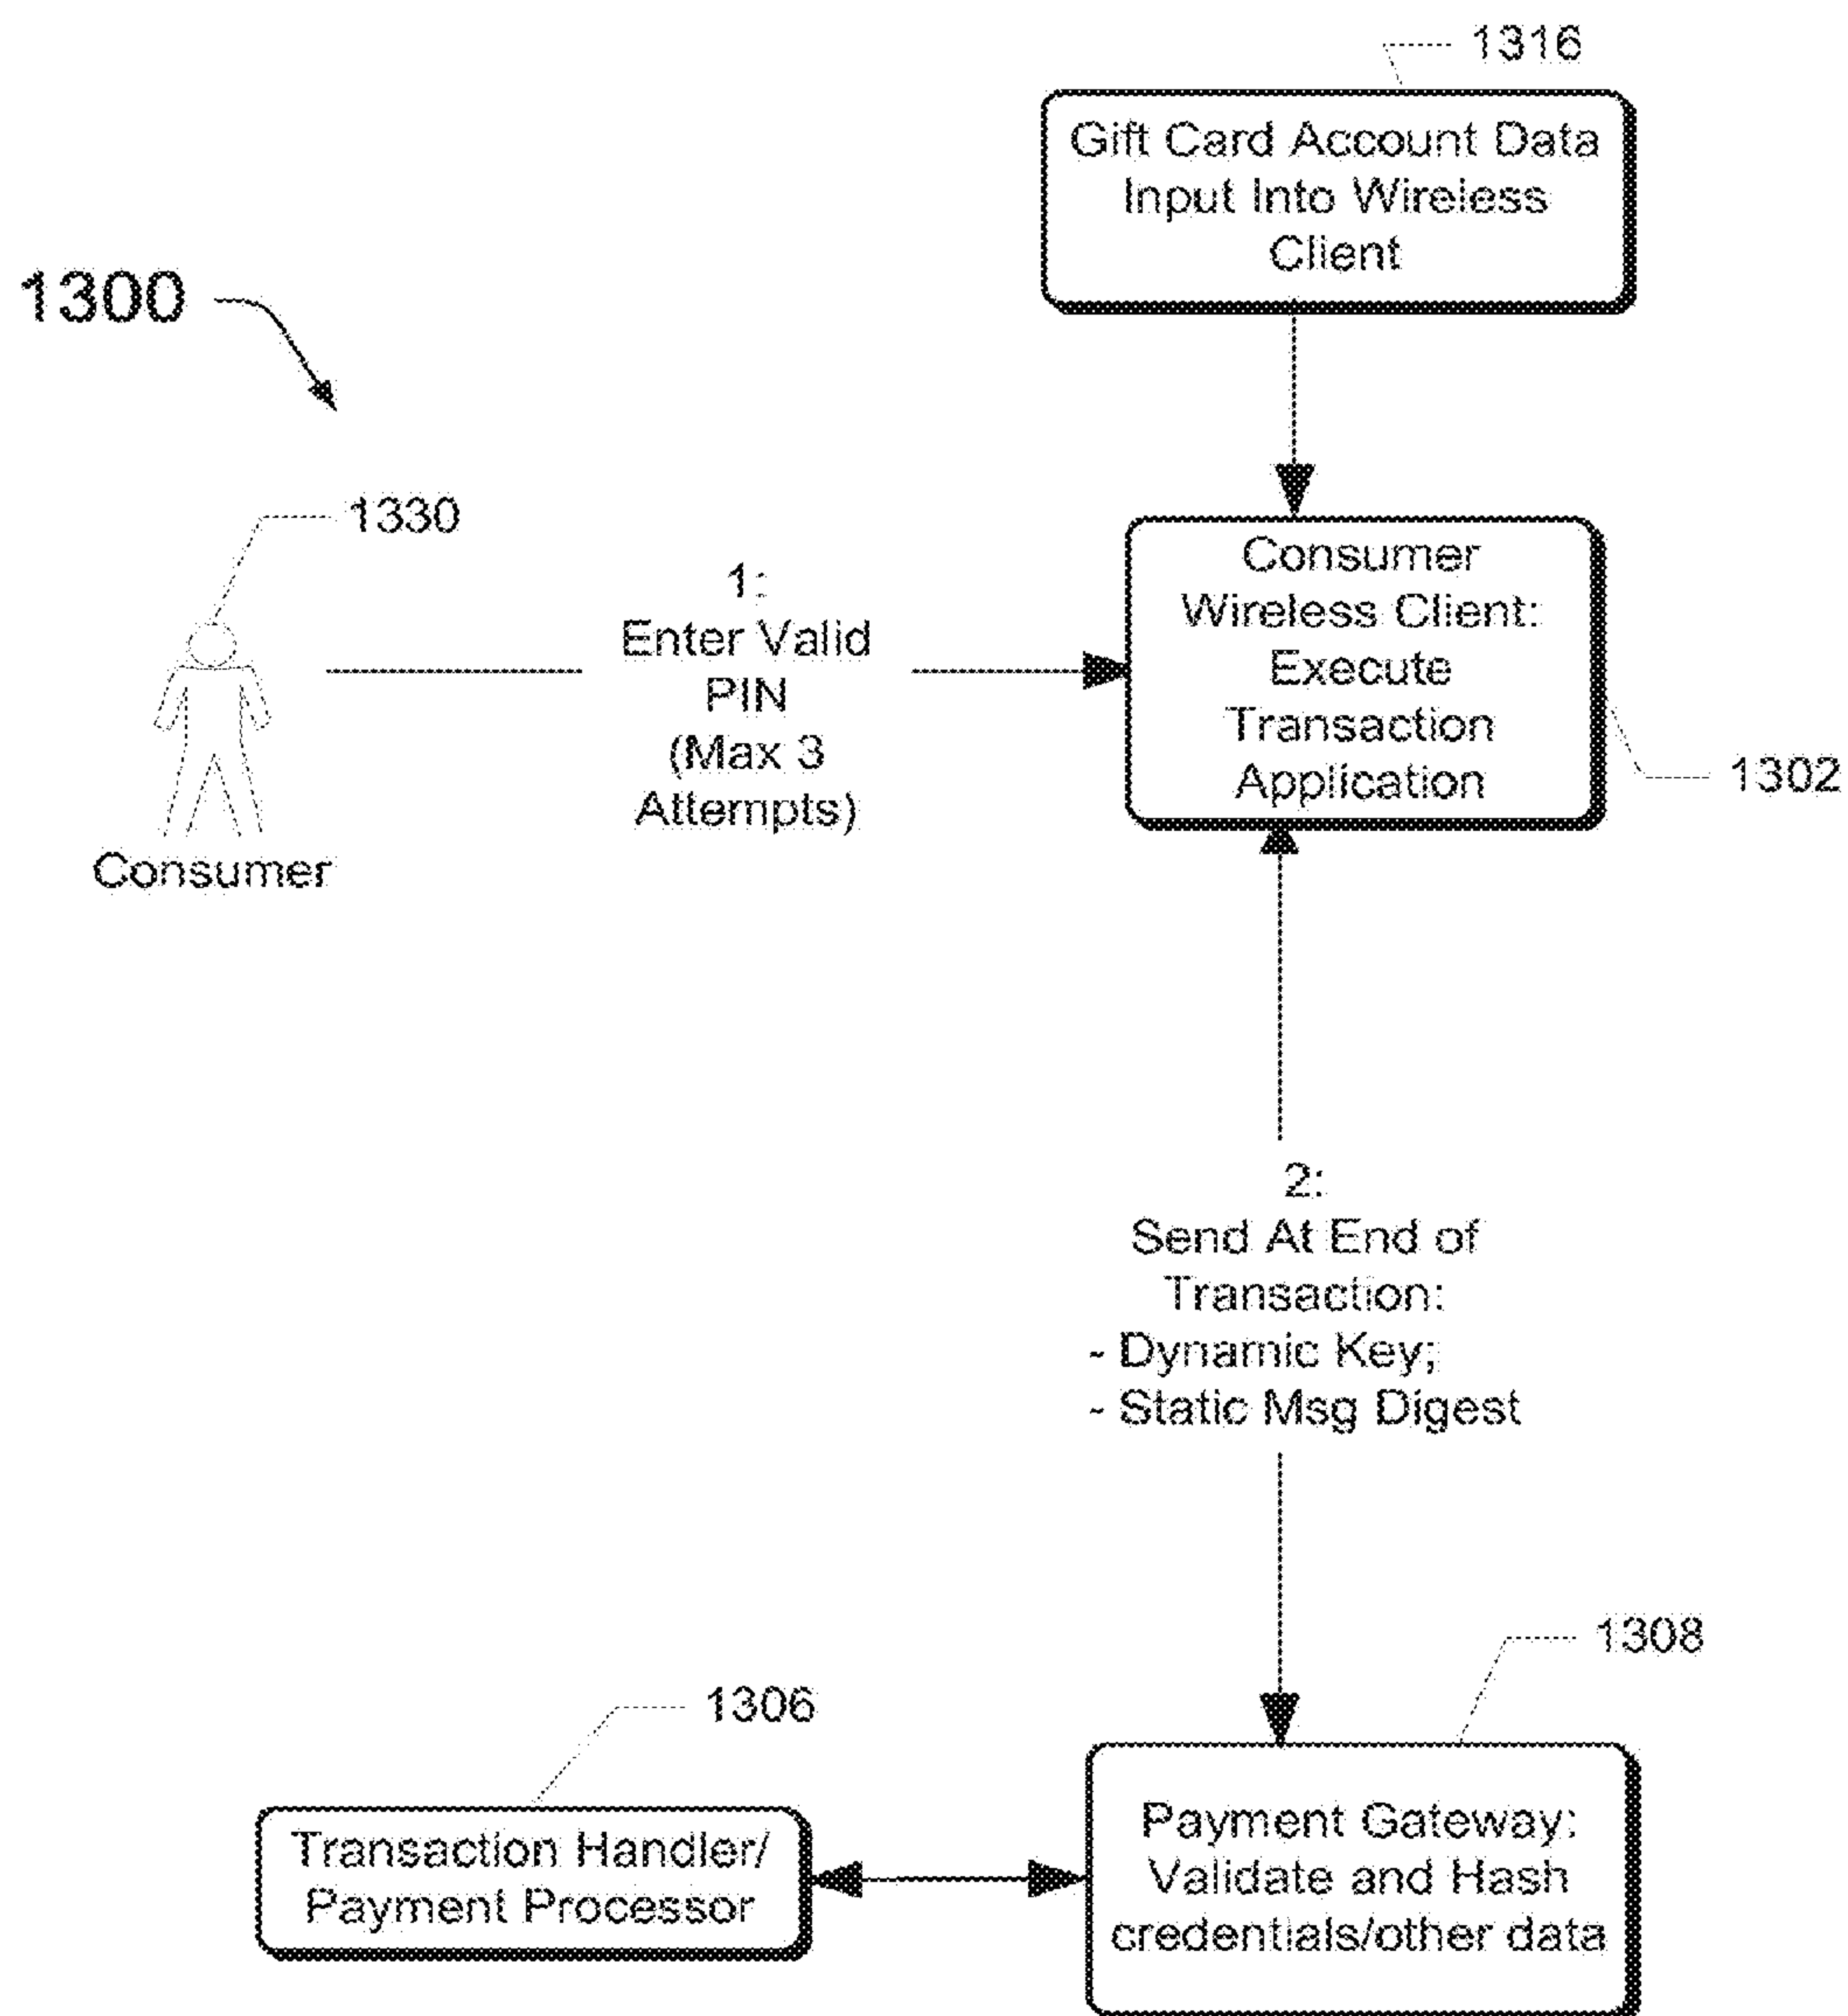 1316
Gift Card Account Data
Input Into Wireless
Client
1300
1330
1:
Enter Valid
PIN
(Max 3
Attempts)
Consumer
Consumer
Wireless Client:
Execute
Transaction
Application
1302
2:
Send At End of
Transaction:
- Dynamic Key;
- Static Msg Digest
1308
1306
Transaction Handler/
Payment Processor
Payment Gateway:
Validate and Hash
credentials/other data